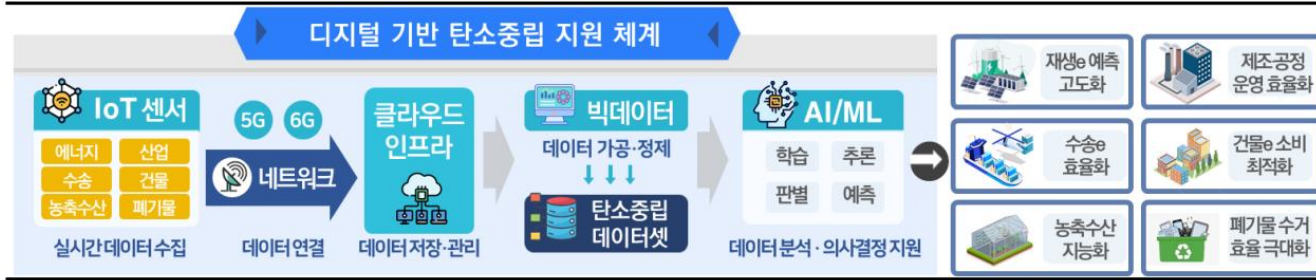 디지털 기반 탄소중립 지원 체계
IoT 센서
에너지
산업
수송
건물
농축수산
폐기물
실시간 데이터 수집
5G
6G
네트워크
데이터 연결
클라우드
인프라
데이터 저장·관리
빅데이터
데이터 가공·정제
↓↓↓
탄소중립
데이터셋
AI/ML
학습
추론
판별
예측
데이터 분석·의사결정 지원
재생e 예측
고도화
제조공정
운영 효율화
수송e
효율화
건물e 소비
최적화
농축수산
지능화
폐기물 수거
효율 극대화